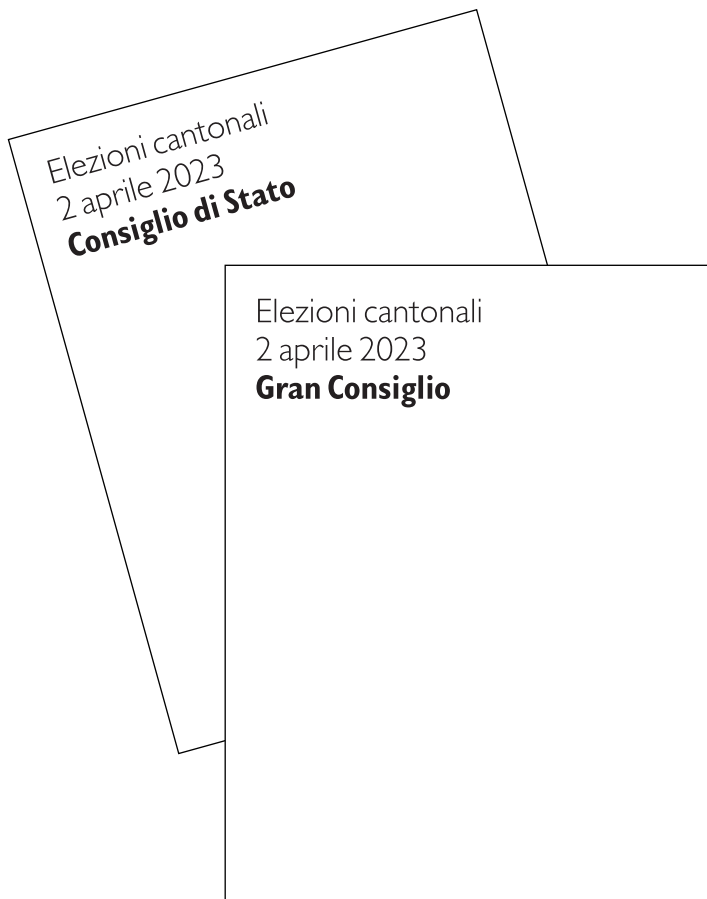 Elezioni cantonali
2 aprile 2023
Consiglio di Stato
Elezioni cantonali
2 aprile 2023
Gran Consiglio